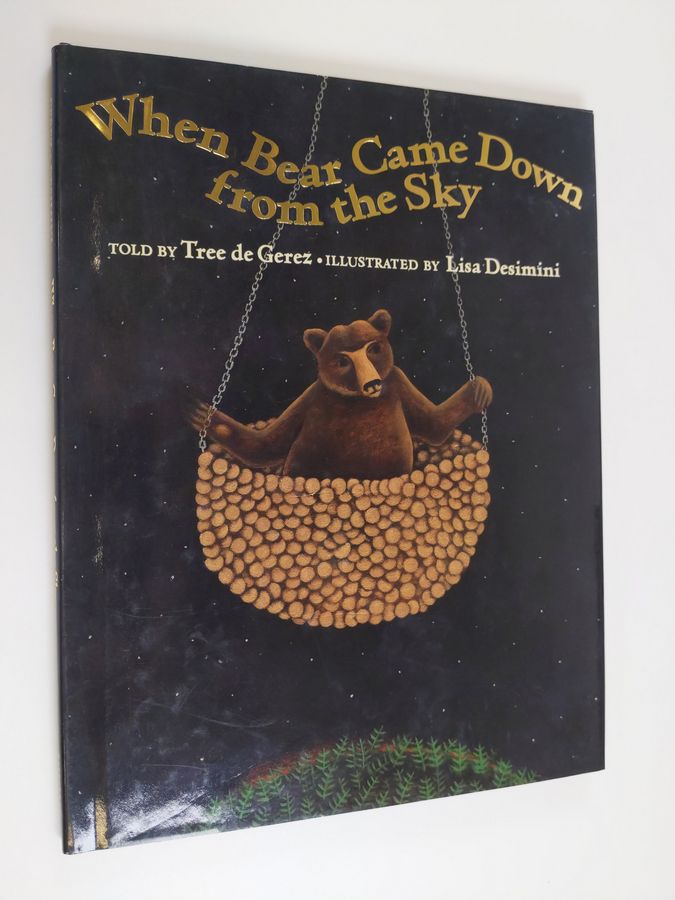 When Bear Came Down
from the Sky
TOLD BY Tree de Gerez • ILLUSTRATED BY Lisa Desimini